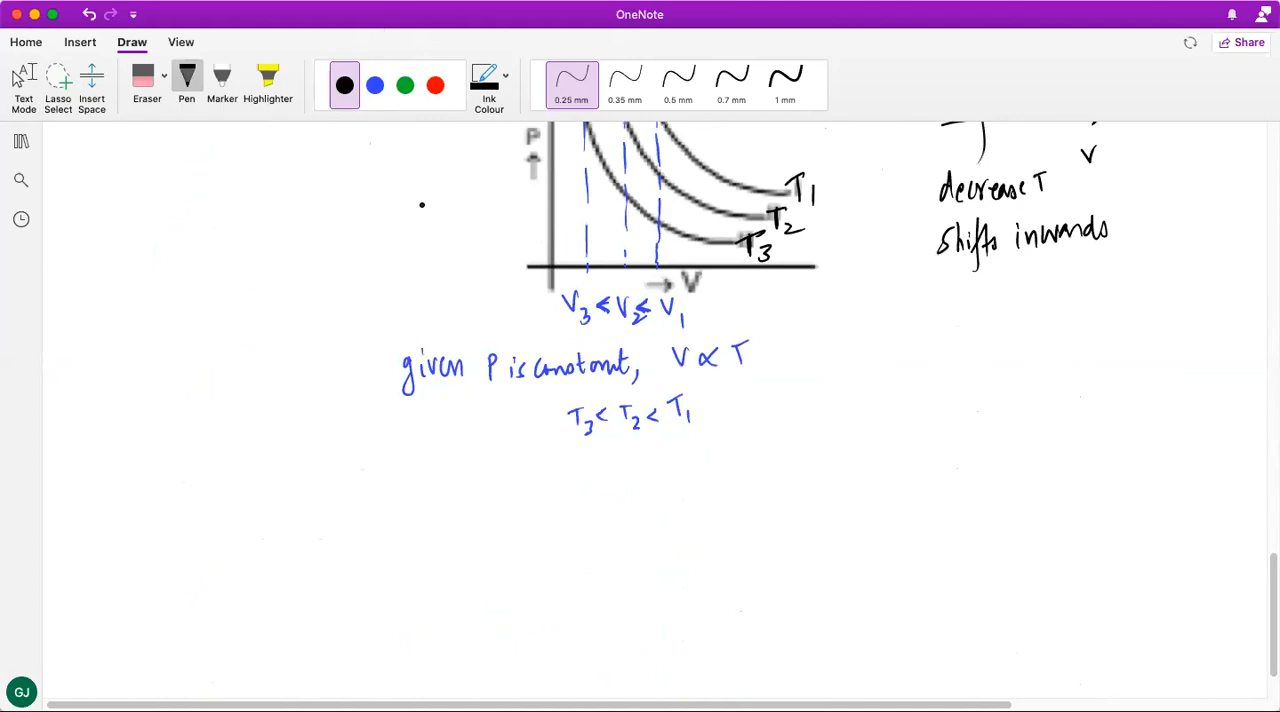 OneNote
Home Insert Draw View Share
Text Mode Lasso Select Insert Space Eraser Pen Marker Highlighter Ink Colour 0.25 mm 0.35 mm 0.5 mm 0.7 mm 1 mm
P
↑
T₁
T₂
T₃
→ V
V₃ < V₂ < V₁
given P is constant, V ∝ T
T₃ < T₂ < T₁
V
decrease T
shifts inwards
GJ